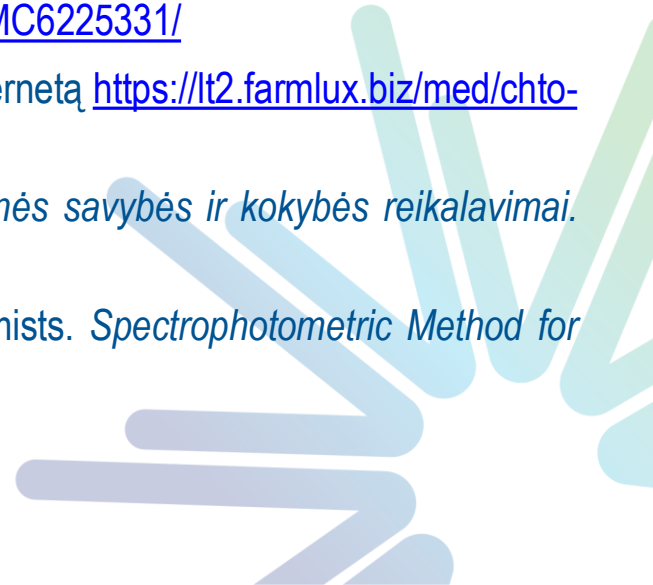 MC6225331/
ernetą https://lt2.farmlux.biz/med/chto-
nės savybės ir kokybės reikalavimai.
nists. Spectrophotometric Method for